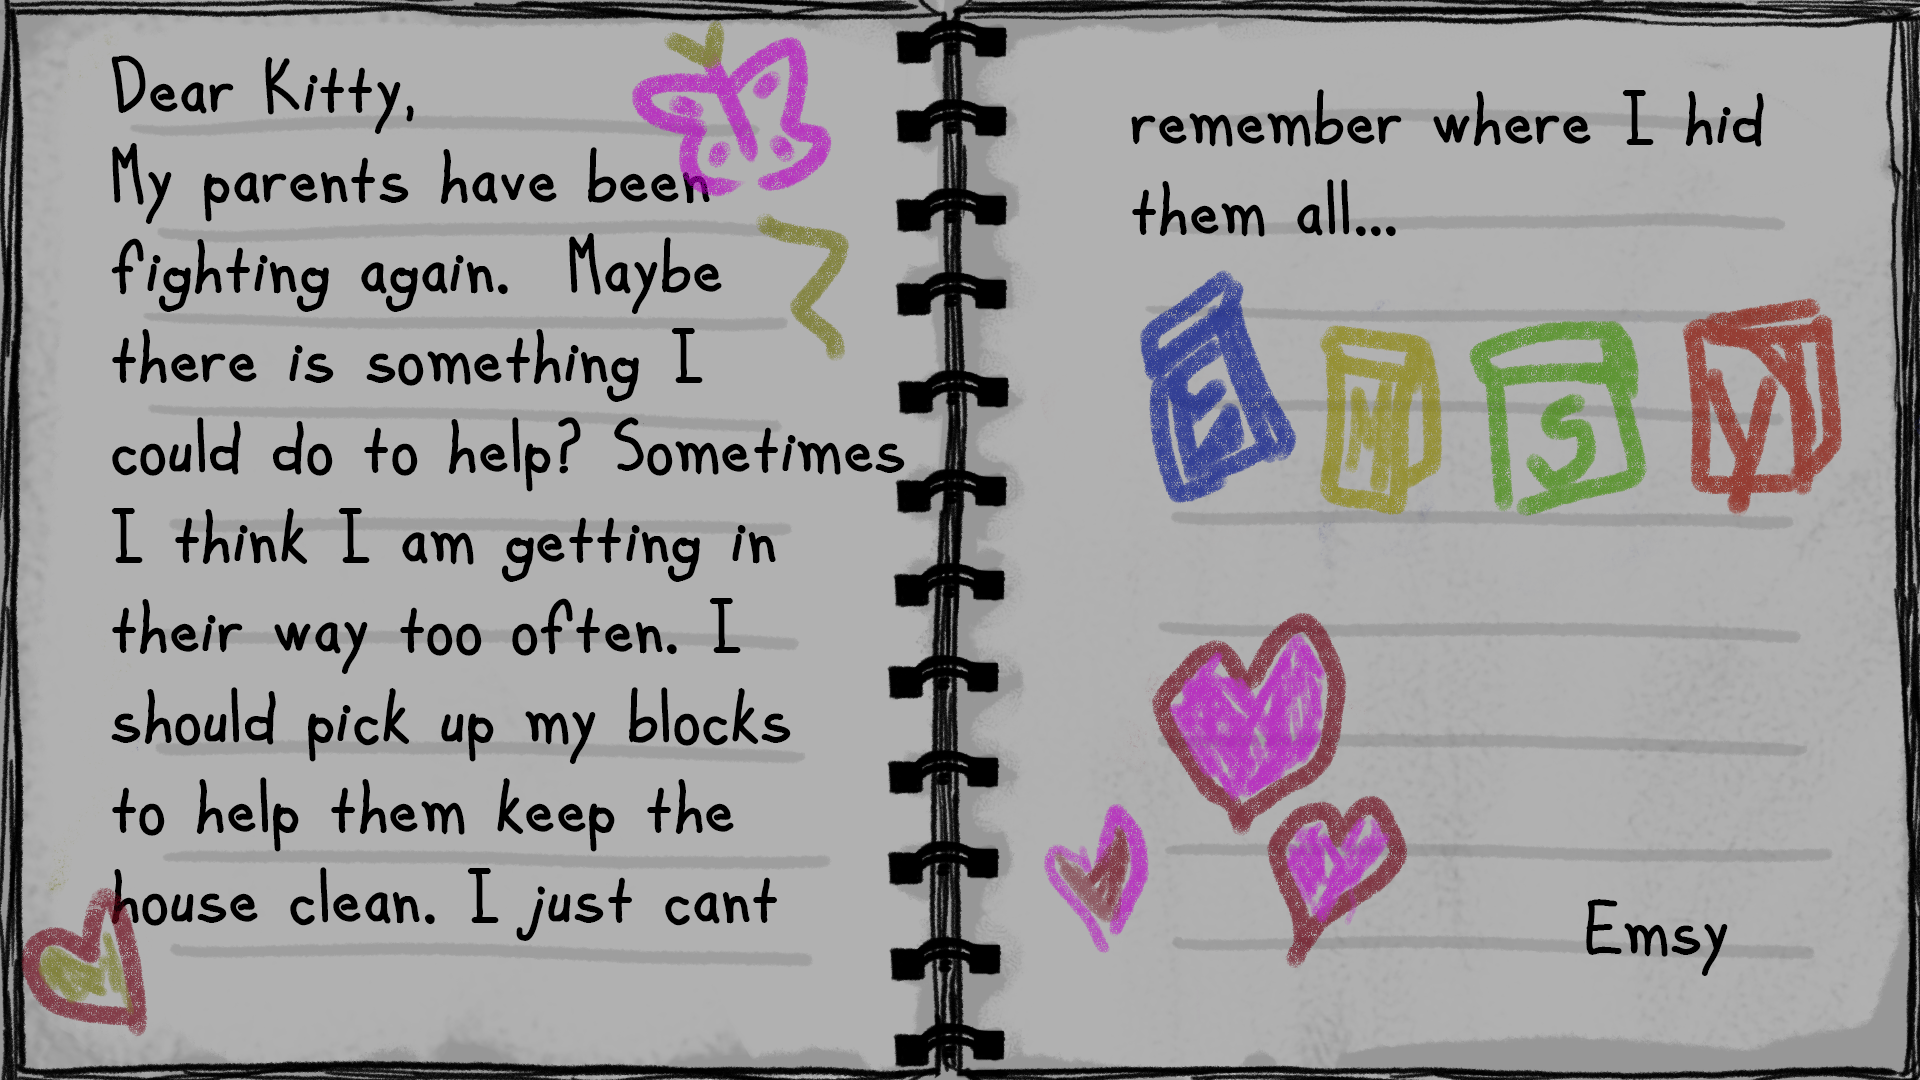 Dear Kitty,
My parents have been
fighting again.  Maybe
there is something I
could do to help? Sometimes
I think I am getting in
their way too often. I
should pick up my blocks
to help them keep the
house clean. I just cant
remember where I hid
them all...
E M S Y
Emsy